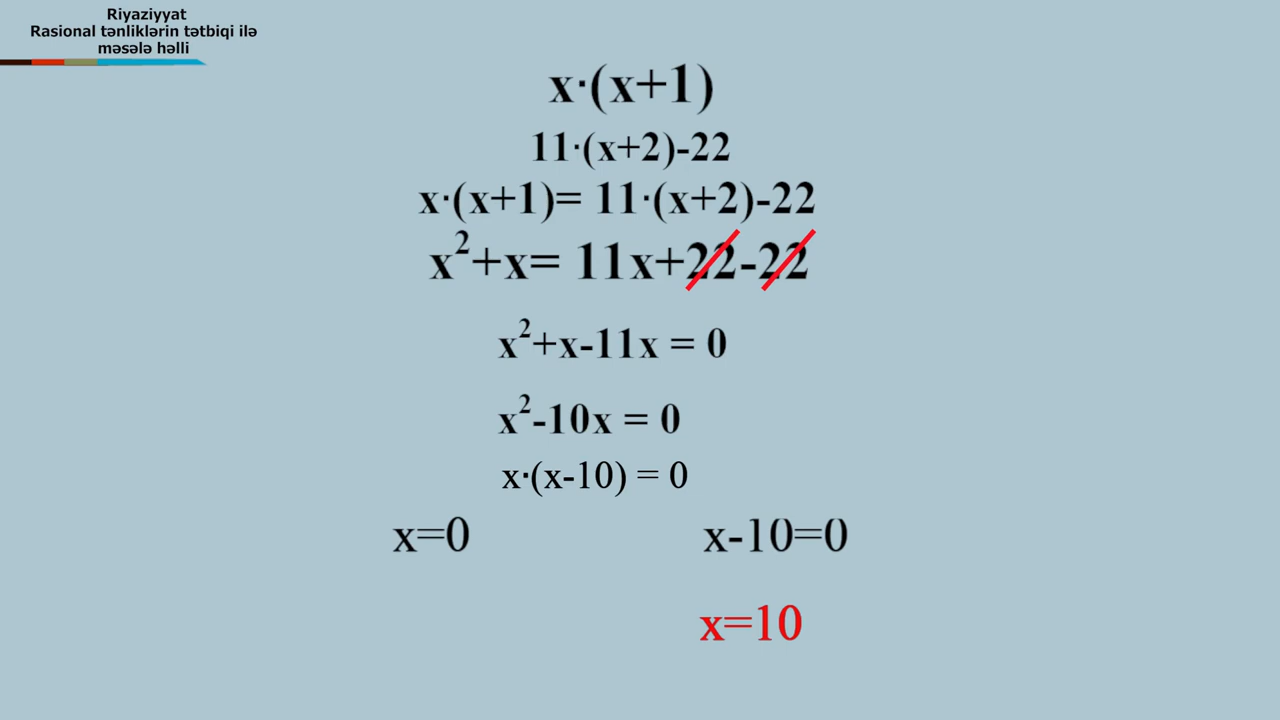 Riyaziyyat
Rasional tənliklərin tətbiqi ilə
məsələ həlli
x·(x+1)
11·(x+2)-22
x·(x+1)= 11·(x+2)-22
x²+x= 11x+22-22
x²+x-11x = 0
x²-10x = 0
x·(x-10) = 0
x=0 x-10=0
x=10